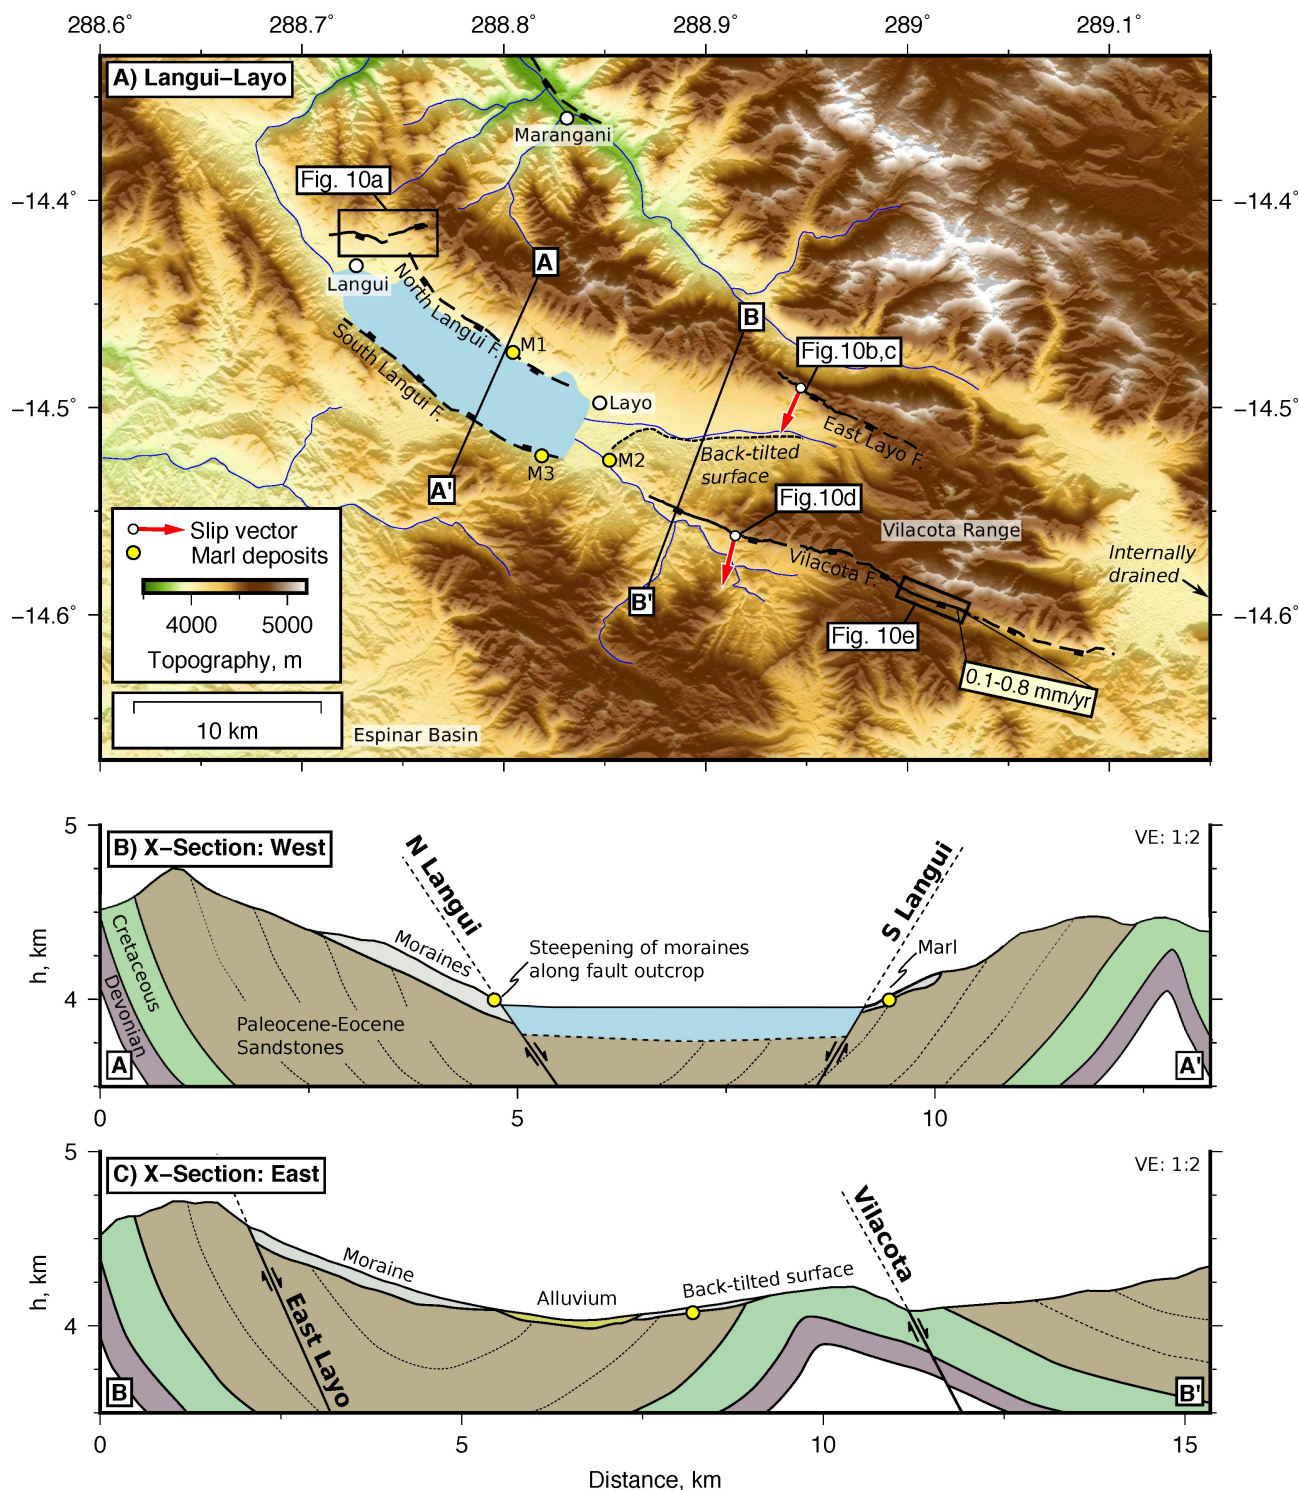 288.6° 288.7° 288.8° 288.9° 289° 289.1°
A) Langui–Layo
Marangani
Fig. 10a
−14.4° −14.4°
A
Langui
North Langui F.
B
South Langui F.
M1
Fig.10b,c
Layo
−14.5° −14.5°
East Layo F.
M3
M2
Back-tilted
surface
A'
Fig.10d
Slip vector
Marl deposits
Vilacota Range
Internally
drained
Vilacota F.
4000 5000
Topography, m
B'
−14.6° −14.6°
Fig. 10e
0.1-0.8 mm/yr
10 km
Espinar Basin
5
B) X–Section: West
VE: 1:2
N Langui
S Langui
Cretaceous
Devonian
Moraines
Steepening of moraines
along fault outcrop
Marl
h, km
4
Paleocene-Eocene
Sandstones
A
A'
0 5 10
5
C) X–Section: East
VE: 1:2
Vilacota
Moraine
East Layo
Alluvium
Back-tilted surface
h, km
4
B
B'
0 5 10 15
Distance, km